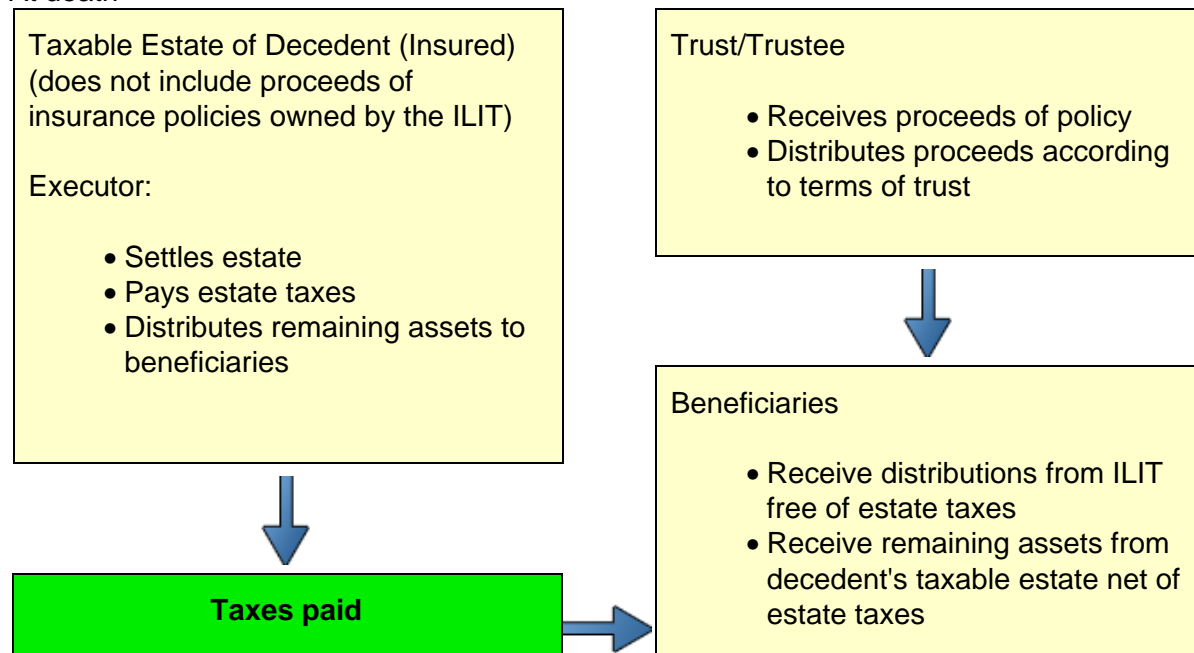 At death
Taxable Estate of Decedent (Insured)
(does not include proceeds of
insurance policies owned by the ILIT)
Executor:
• Settles estate
• Pays estate taxes
• Distributes remaining assets to
beneficiaries
Taxes paid
Trust/Trustee
• Receives proceeds of policy
• Distributes proceeds according
to terms of trust
Beneficiaries
• Receive distributions from ILIT
free of estate taxes
• Receive remaining assets from
decedent's taxable estate net of
estate taxes